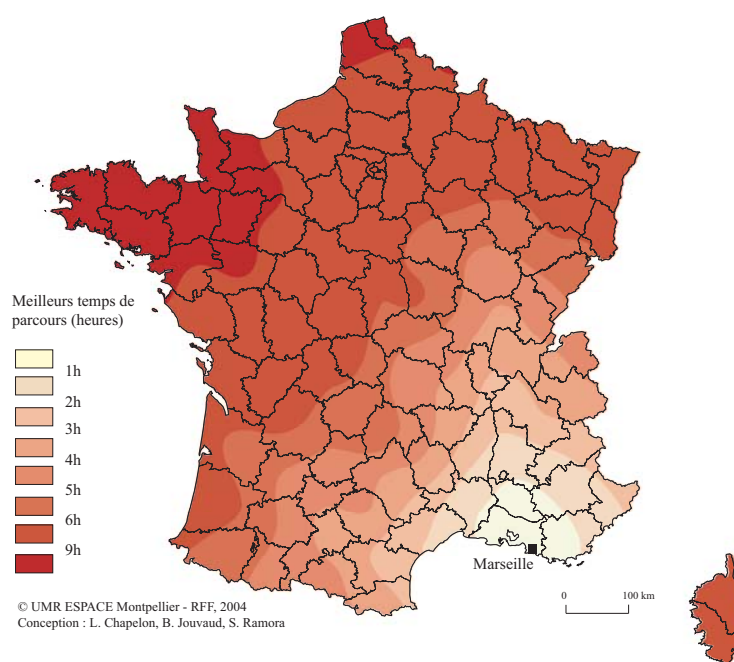 Meilleurs temps de
parcours (heures)
1h
2h
3h
4h
5h
6h
9h
Marseille
0 100 km
© UMR ESPACE Montpellier - RFF, 2004
Conception : L. Chapelon, B. Jouvaud, S. Ramora